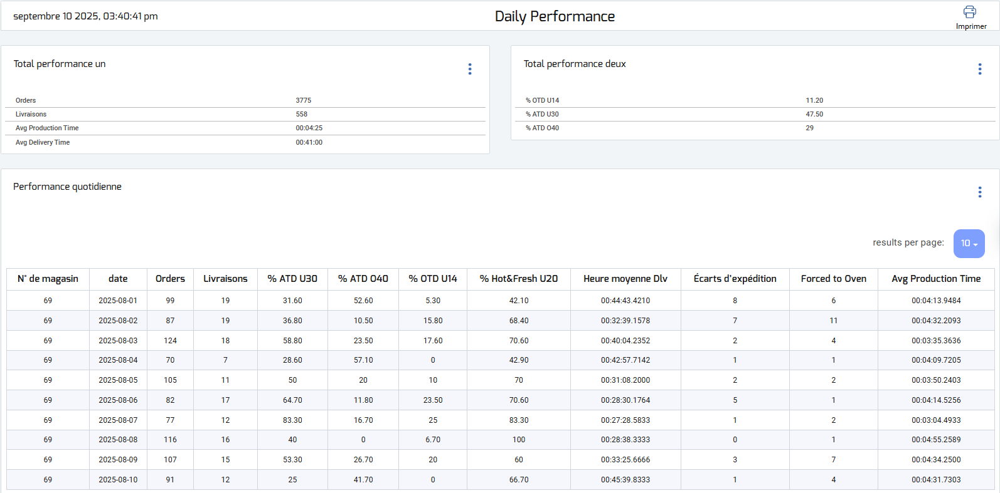 septembre 10 2025, 03:40:41 pm
Daily Performance
Imprimer
Total performance un
Orders 3775
Livraisons 558
Avg Production Time 00:04:25
Avg Delivery Time 00:41:00
Total performance deux
% OTD U14 11.20
% ATD U30 47.50
% ATD O40 29
Performance quotidienne
results per page: 10
N° de magasin date Orders Livraisons % ATD U30 % ATD O40 % OTD U14 % Hot&Fresh U20 Heure moyenne Dlv Écarts d'expédition Forced to Oven Avg Production Time
69 2025-08-01 99 19 31.60 52.60 5.30 42.10 00:44:43.4210 8 6 00:04:13.9484
69 2025-08-02 87 19 36.80 10.50 15.80 68.40 00:32:39.1578 7 11 00:04:32.2093
69 2025-08-03 124 18 58.80 23.50 17.60 70.60 00:40:04.2352 2 4 00:03:35.3636
69 2025-08-04 70 7 28.60 57.10 0 42.90 00:42:57.7142 1 1 00:04:09.7205
69 2025-08-05 105 11 50 20 10 70 00:31:08.2000 2 2 00:03:50.2403
69 2025-08-06 82 17 64.70 11.80 23.50 70.60 00:28:30.1764 5 1 00:04:14.5256
69 2025-08-07 77 12 83.30 16.70 25 83.30 00:27:28.5833 1 2 00:03:04.4933
69 2025-08-08 116 16 40 0 6.70 100 00:28:38.3333 0 1 00:04:55.2589
69 2025-08-09 107 15 53.30 26.70 20 60 00:33:25.6666 3 7 00:04:34.2500
69 2025-08-10 91 12 25 41.70 0 66.70 00:45:39.8333 1 4 00:04:31.7303